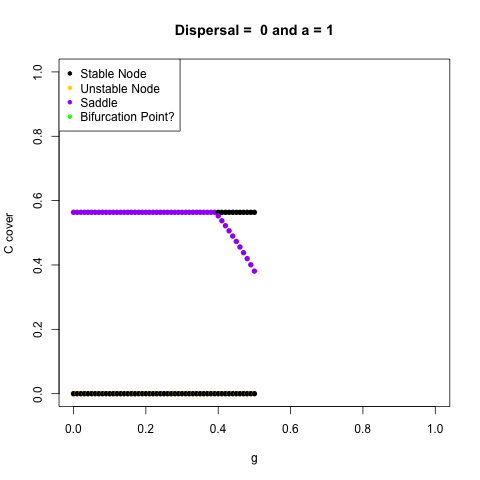 Dispersal =  0 and a = 1
Stable Node
Unstable Node
Saddle
Bifurcation Point?
C cover
1.0
0.8
0.6
0.4
0.2
0.0
0.0 0.2 0.4 0.6 0.8 1.0
g